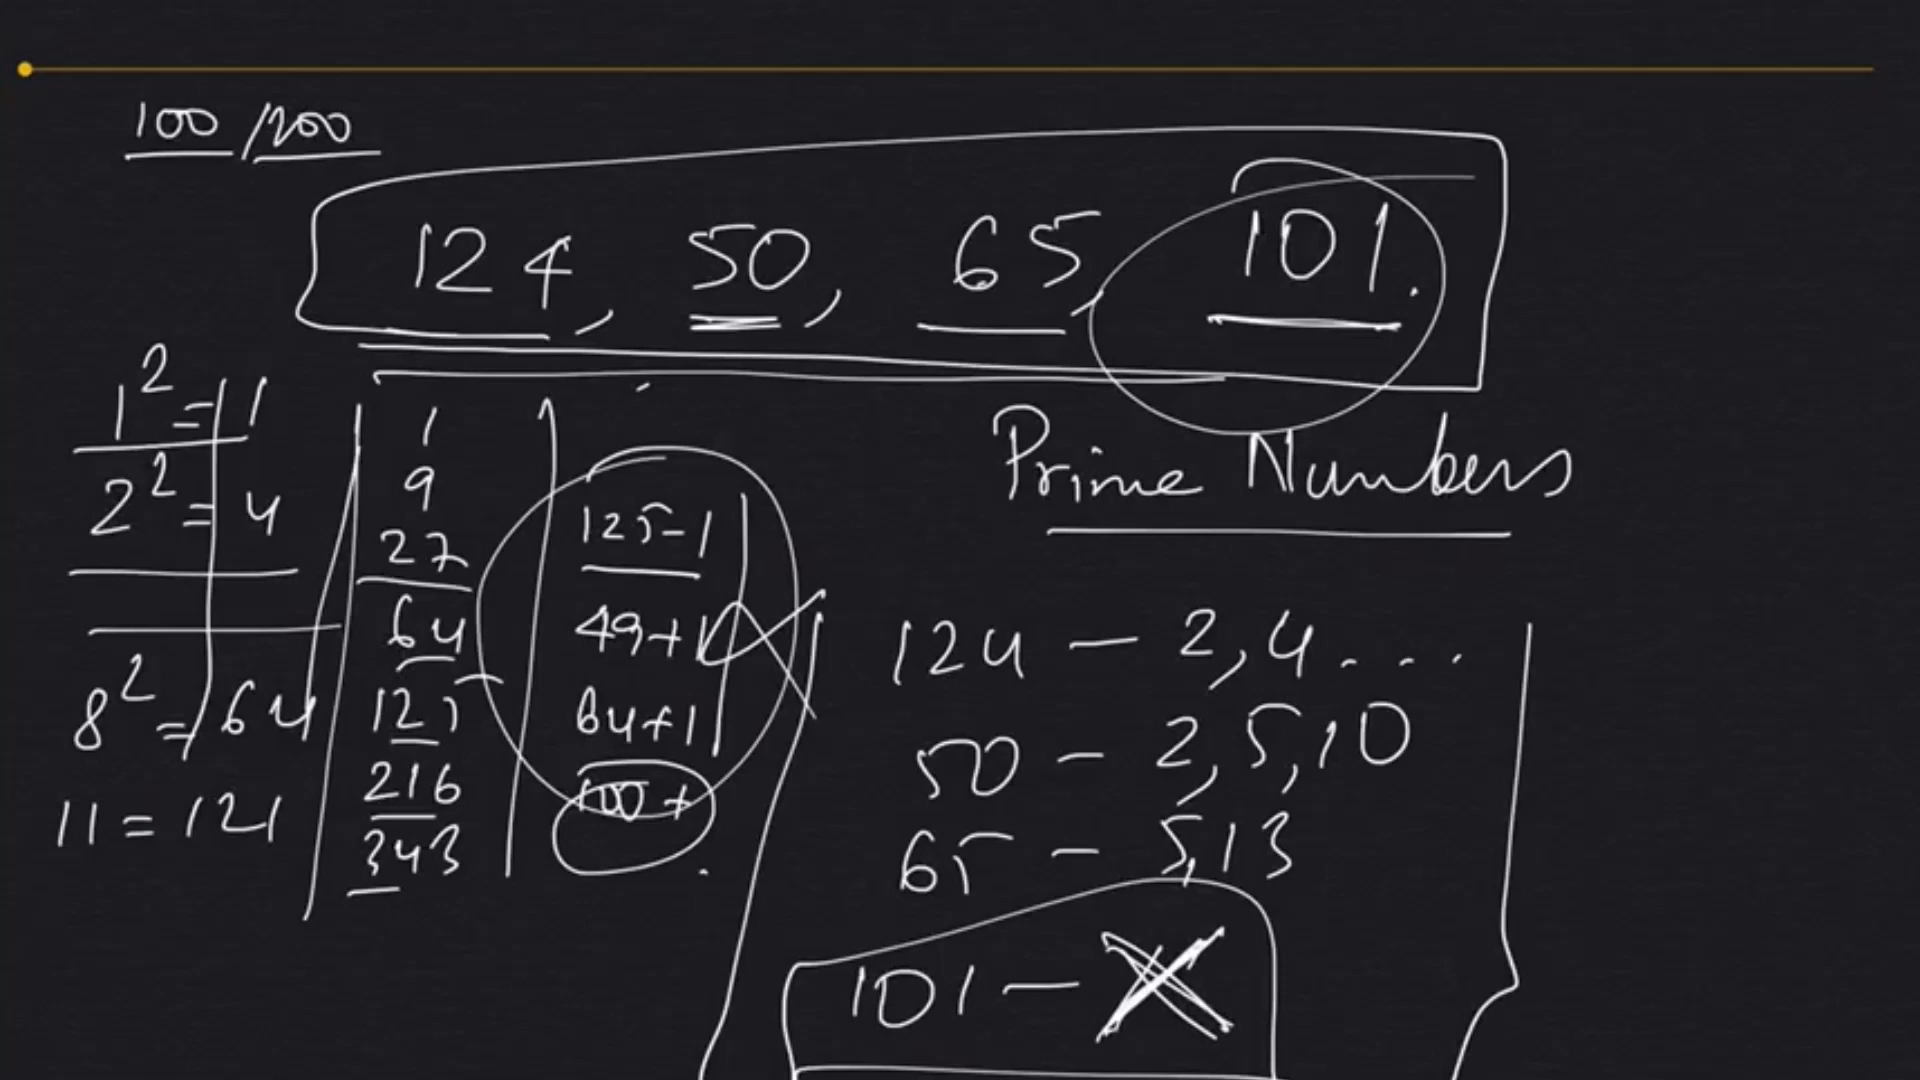 100 /200
124, 50, 65, 101.
1² = 1
2² = 4
8² = 64
11 = 121
1
9
27
64
125
216
343
125-1
49+1
64+1
100+
Prime Numbers
124 - 2,4....
50 - 2,5,10
65 - 5,13
101 - X